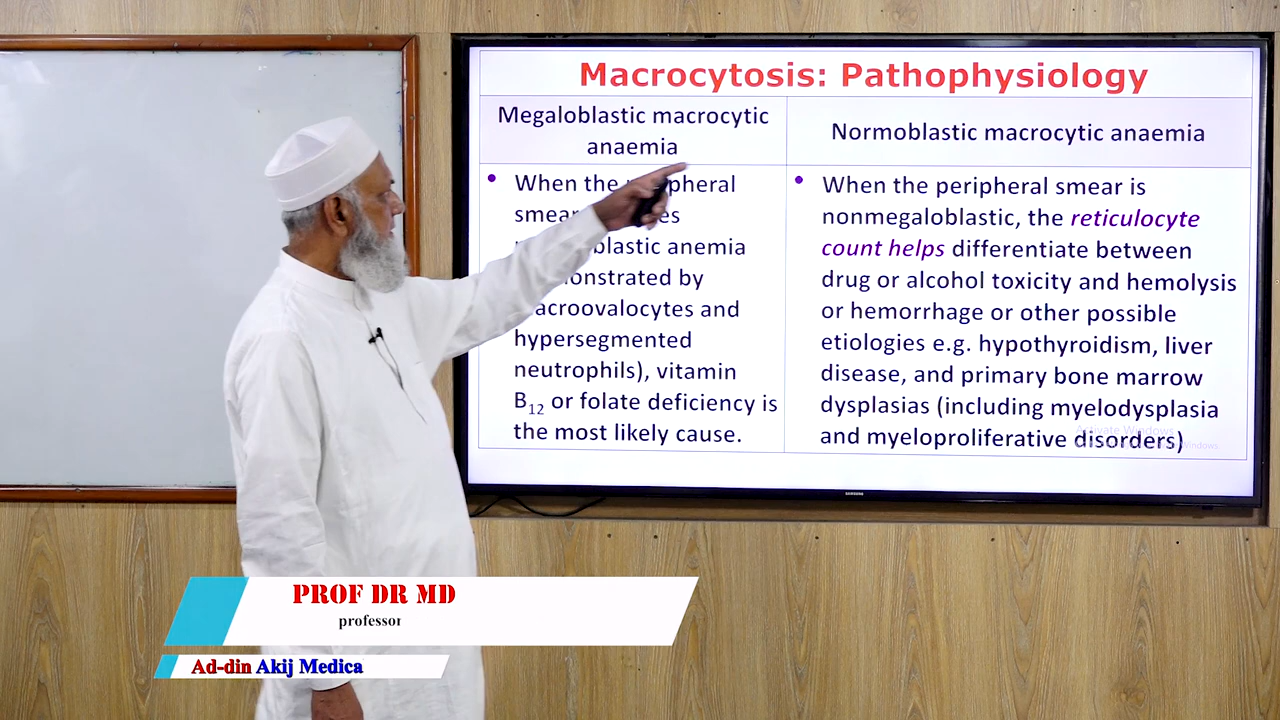 Macrocytosis: Pathophysiology
Megaloblastic macrocytic
anaemia
When the pheral
smear es
blastic anemia
onstrated by
acroovalocytes and
hypersegmented
neutrophils), vitamin
B12 or folate deficiency is
the most likely cause.
Normoblastic macrocytic anaemia
When the peripheral smear is
nonmegaloblastic, the reticulocyte
count helps differentiate between
drug or alcohol toxicity and hemolysis
or hemorrhage or other possible
etiologies e.g. hypothyroidism, liver
disease, and primary bone marrow
dysplasias (including myelodysplasia
and myeloproliferative disorders)
Activate Windows
SAMSUNG
PROF DR MD
professor
Ad-din Akij Medica